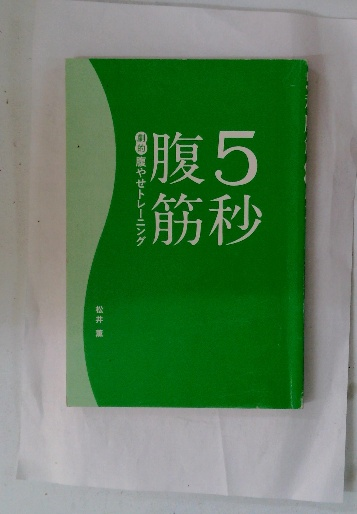 5秒
腹筋
劇的腹やせトレーニング
松井 薫